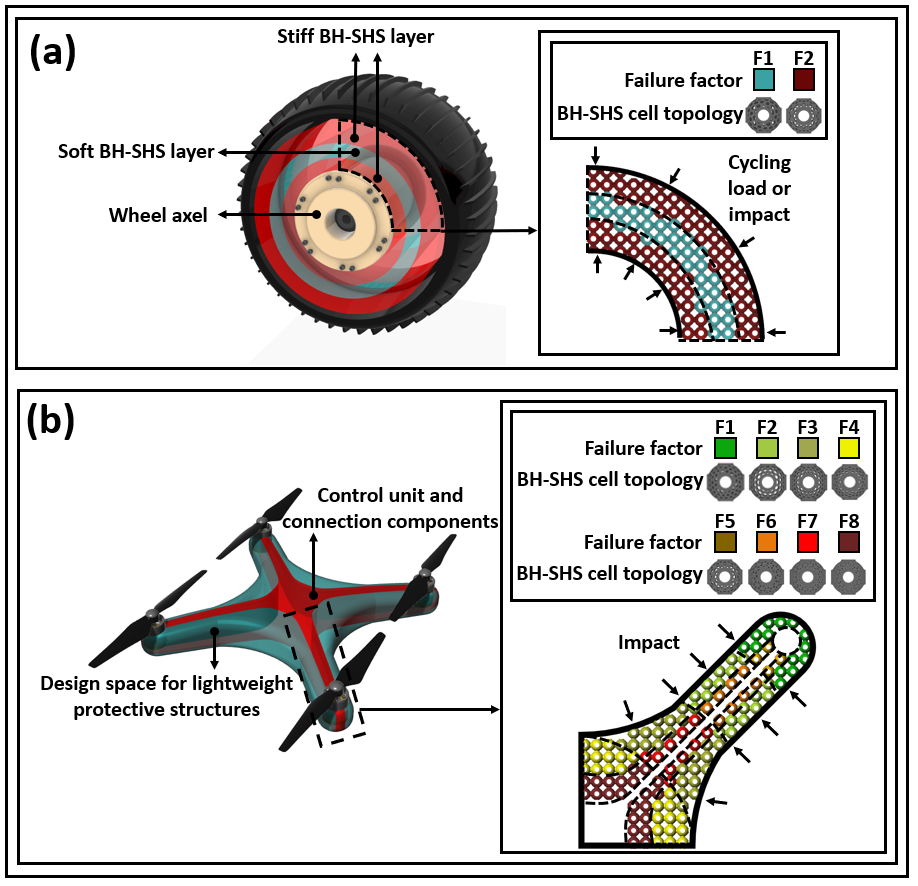 (a)
Stiff BH-SHS layer
Soft BH-SHS layer
Wheel axel
F1 F2
Failure factor
BH-SHS cell topology
Cycling
load or
impact
(b)
Control unit and
connection components
Design space for lightweight
protective structures
F1 F2 F3 F4
Failure factor
BH-SHS cell topology
F5 F6 F7 F8
Failure factor
BH-SHS cell topology
Impact